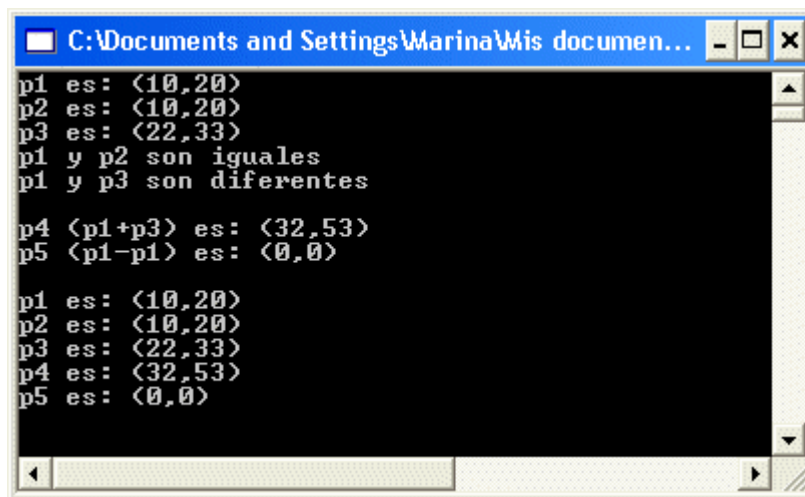 C:\Documents and Settings\Marina\Mis documen...
p1 es: (10,20)
p2 es: (10,20)
p3 es: (22,33)
p1 y p2 son iguales
p1 y p3 son diferentes
p4 (p1+p3) es: (32,53)
p5 (p1-p1) es: (0,0)
p1 es: (10,20)
p2 es: (10,20)
p3 es: (22,33)
p4 es: (32,53)
p5 es: (0,0)